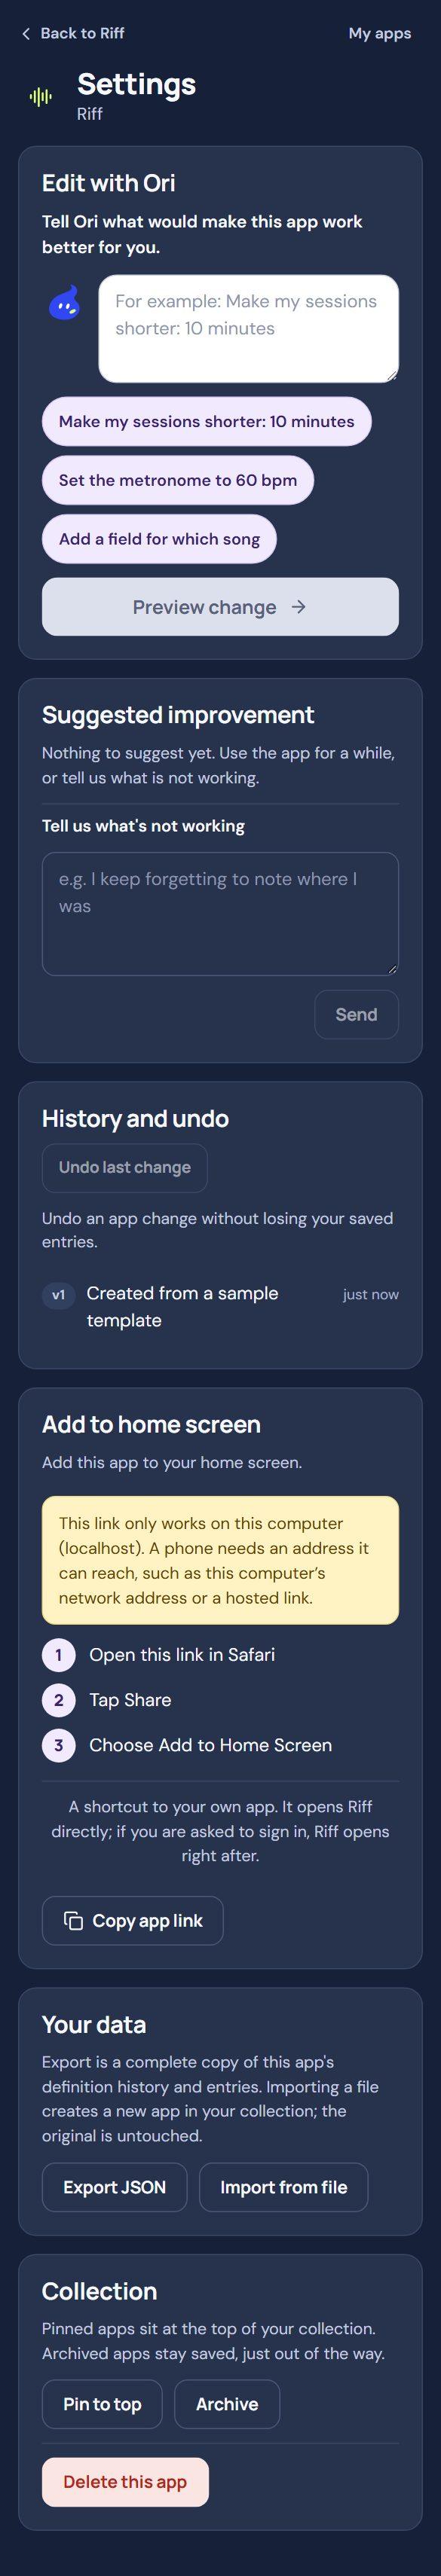 Back to Riff
My apps
Settings
Riff
Edit with Ori
Tell Ori what would make this app work
better for you.
For example: Make my sessions
shorter: 10 minutes
Make my sessions shorter: 10 minutes
Set the metronome to 60 bpm
Add a field for which song
Preview change →
Suggested improvement
Nothing to suggest yet. Use the app for a while,
or tell us what is not working.
Tell us what's not working
e.g. I keep forgetting to note where I
was
Send
History and undo
Undo last change
Undo an app change without losing your saved
entries.
v1 Created from a sample just now
template
Add to home screen
Add this app to your home screen.
This link only works on this computer
(localhost). A phone needs an address it
can reach, such as this computer’s
network address or a hosted link.
1 Open this link in Safari
2 Tap Share
3 Choose Add to Home Screen
A shortcut to your own app. It opens Riff
directly; if you are asked to sign in, Riff opens
right after.
Copy app link
Your data
Export is a complete copy of this app's
definition history and entries. Importing a file
creates a new app in your collection; the
original is untouched.
Export JSON
Import from file
Collection
Pinned apps sit at the top of your collection.
Archived apps stay saved, just out of the way.
Pin to top
Archive
Delete this app